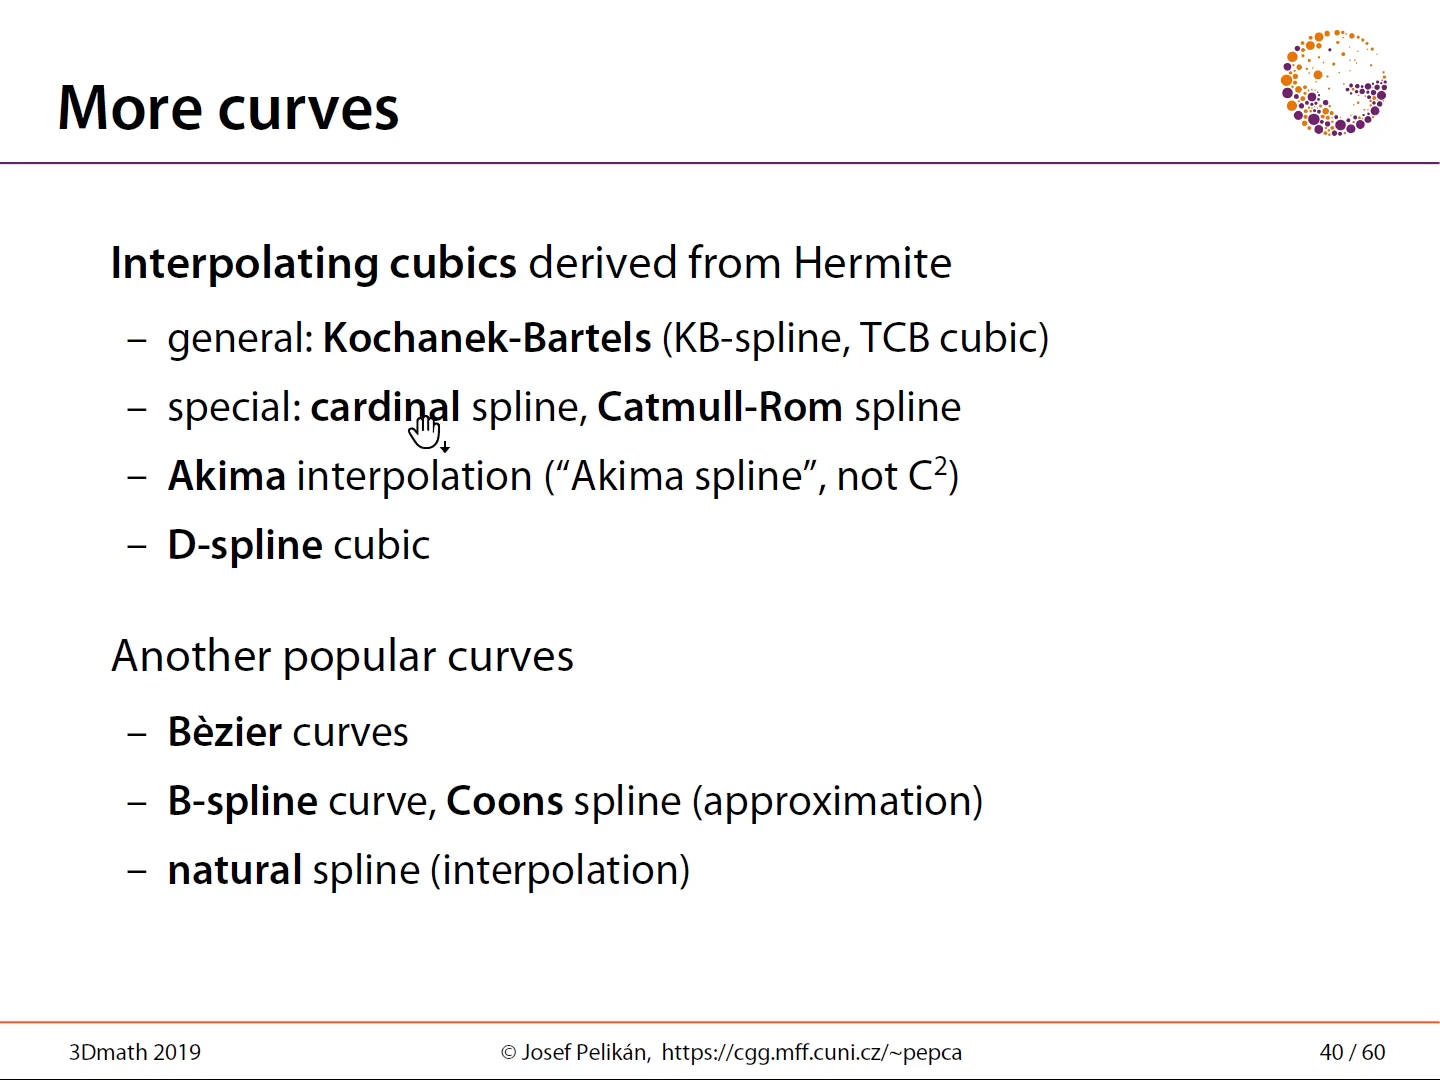 More curves
Interpolating cubics derived from Hermite
– general: Kochanek-Bartels (KB-spline, TCB cubic)
– special: cardinal spline, Catmull-Rom spline
– Akima interpolation (“Akima spline”, not C²)
– D-spline cubic
Another popular curves
– Bèzier curves
– B-spline curve, Coons spline (approximation)
– natural spline (interpolation)
3Dmath 2019
© Josef Pelikán, https://cgg.mff.cuni.cz/~pepca
40 / 60